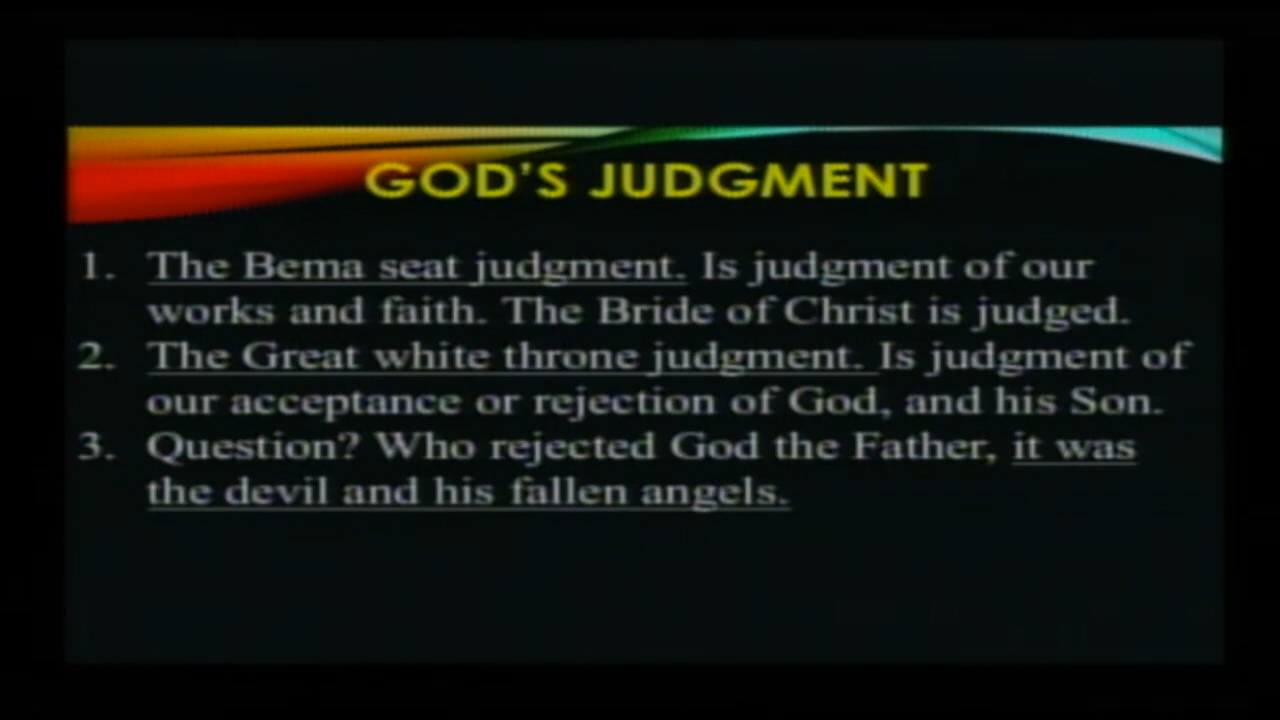 GOD'S JUDGMENT
1. The Bema seat judgment. Is judgment of our
works and faith. The Bride of Christ is judged.
2. The Great white throne judgment. Is judgment of
our acceptance or rejection of God, and his Son.
3. Question? Who rejected God the Father, it was
the devil and his fallen angels.